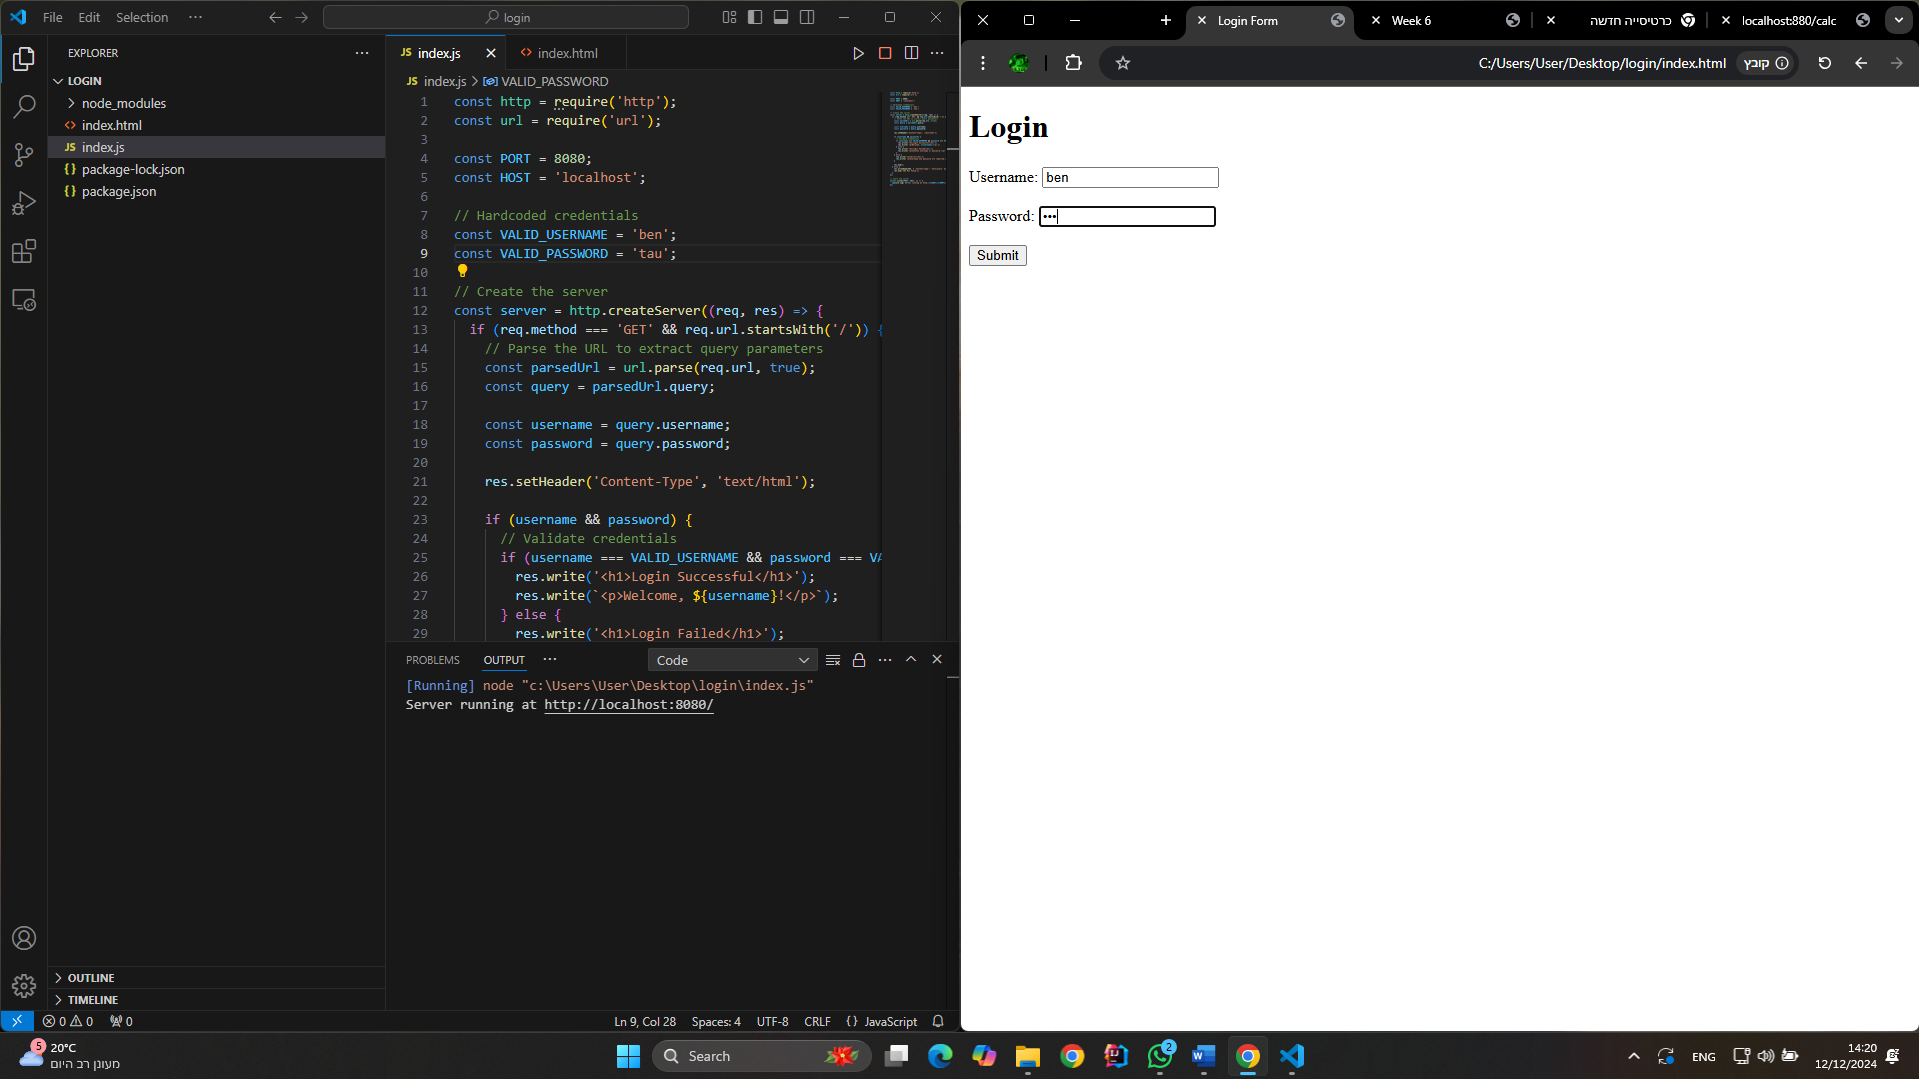 File Edit Selection ···
login
EXPLORER
LOGIN
node_modules
index.html
JS index.js
{} package-lock.json
{} package.json
OUTLINE
TIMELINE
JS index.js
index.html
JS index.js > VALID_PASSWORD
1 const http = require('http');
2 const url = require('url');
3
4 const PORT = 8080;
5 const HOST = 'localhost';
6
7 // Hardcoded credentials
8 const VALID_USERNAME = 'ben';
9 const VALID_PASSWORD = 'tau';
10
11 // Create the server
12 const server = http.createServer((req, res) => {
13 if (req.method === 'GET' && req.url.startsWith('/')) {
14 // Parse the URL to extract query parameters
15 const parsedUrl = url.parse(req.url, true);
16 const query = parsedUrl.query;
17
18 const username = query.username;
19 const password = query.password;
20
21 res.setHeader('Content-Type', 'text/html');
22
23 if (username && password) {
24 // Validate credentials
25 if (username === VALID_USERNAME && password === VA
26 res.write('<h1>Login Successful</h1>');
27 res.write(`<p>Welcome, ${username}!</p>`);
28 } else {
29 res.write('<h1>Login Failed</h1>');
PROBLEMS OUTPUT ···
Code
[Running] node "c:\Users\User\Desktop\login\index.js"
Server running at http://localhost:8080/
0 0 0
Ln 9, Col 28 Spaces: 4 UTF-8 CRLF {} JavaScript
Login Form
Week 6
כרטיסייה חדשה
localhost:880/calc
C:/Users/User/Desktop/login/index.html
קובץ
Login
Username: ben
Password: •••
Submit
5
20°C
מעונן רב היום
Search
2
ENG
14:20
12/12/2024